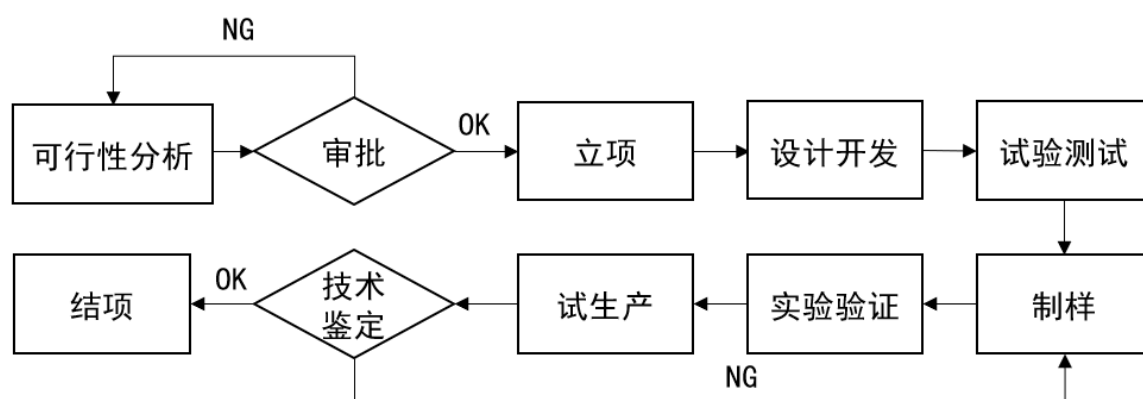 NG
可行性分析
审批
OK
立项
设计开发
试验测试
结项
OK
技术
鉴定
试生产
实验验证
制样
NG